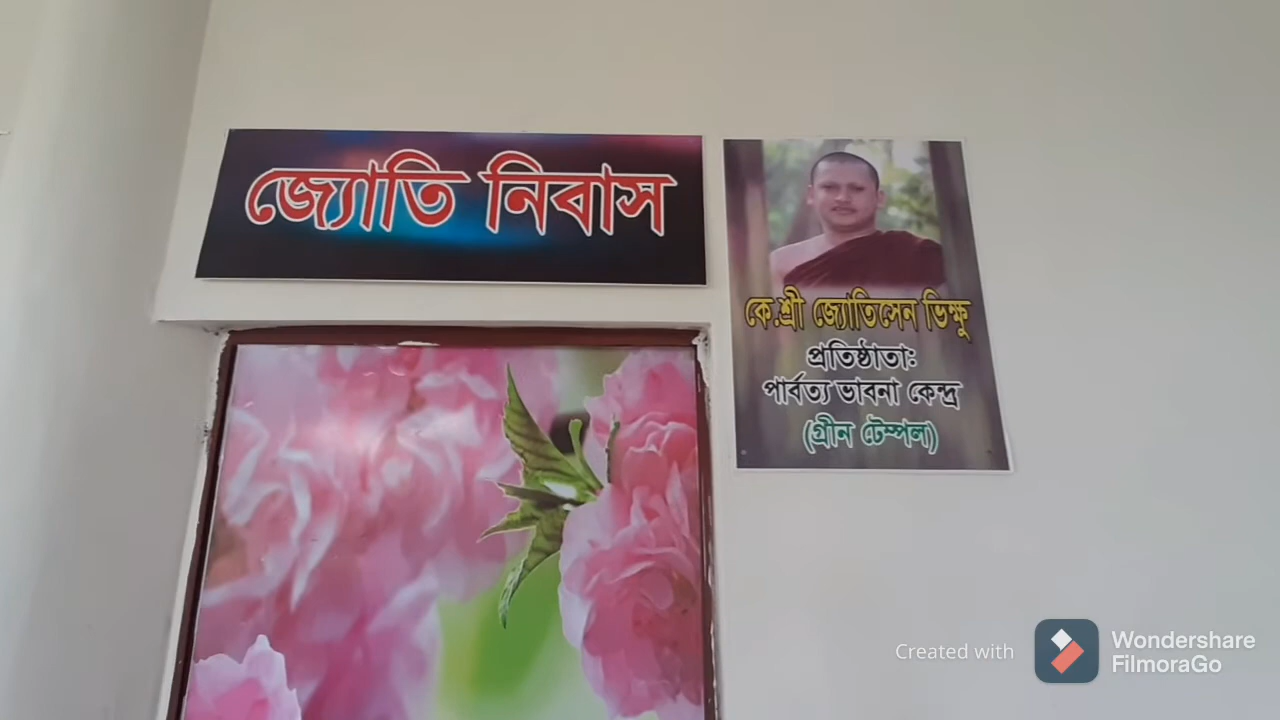 জ্যোতি নিবাস
কে.শ্রী জ্যোতিসেন ভিক্ষু
প্রতিষ্ঠাতাঃ
পার্বত্য ভাবনা কেন্দ্র
(গ্রীন টেম্পল)
Created with
Wondershare
FilmoraGo